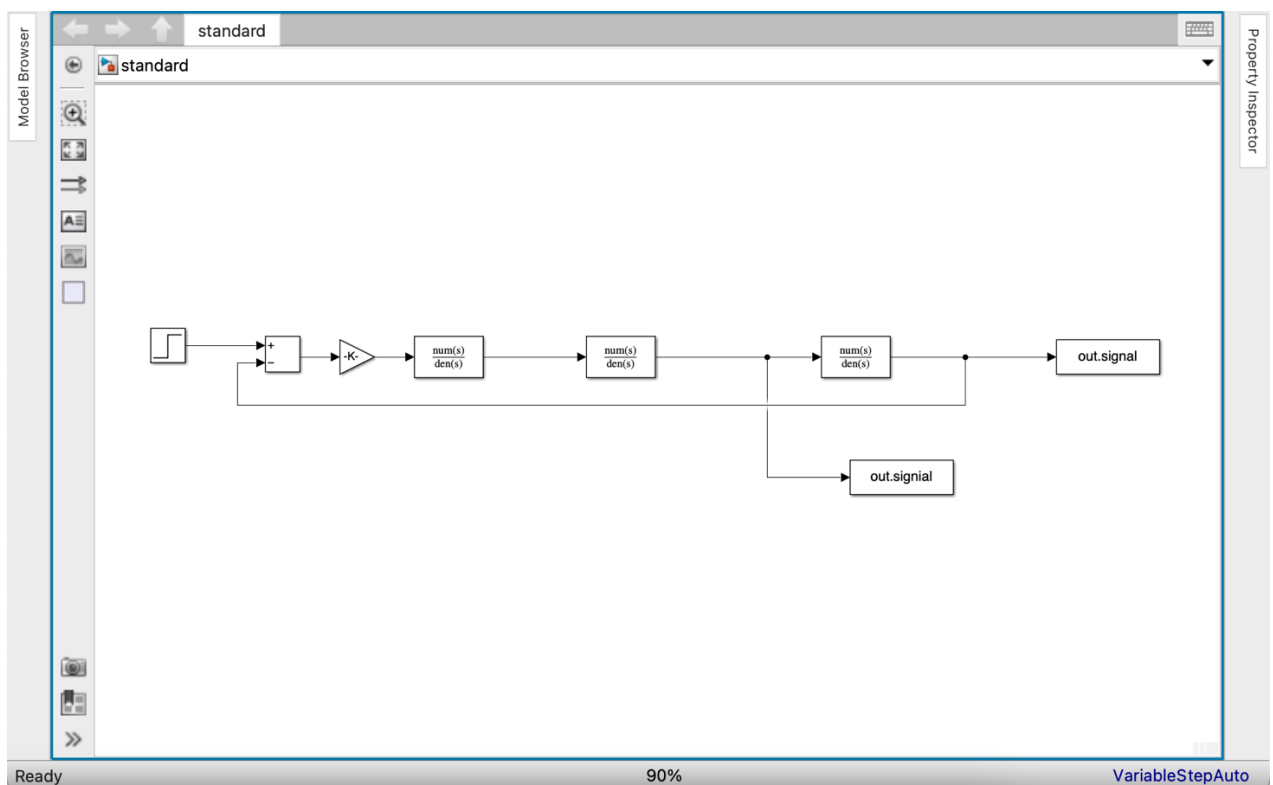 Model Browser
standard
standard
Property Inspector
+
−
-K-
num(s)
den(s)
num(s)
den(s)
num(s)
den(s)
out.signal
out.signial
Ready
90%
VariableStepAuto